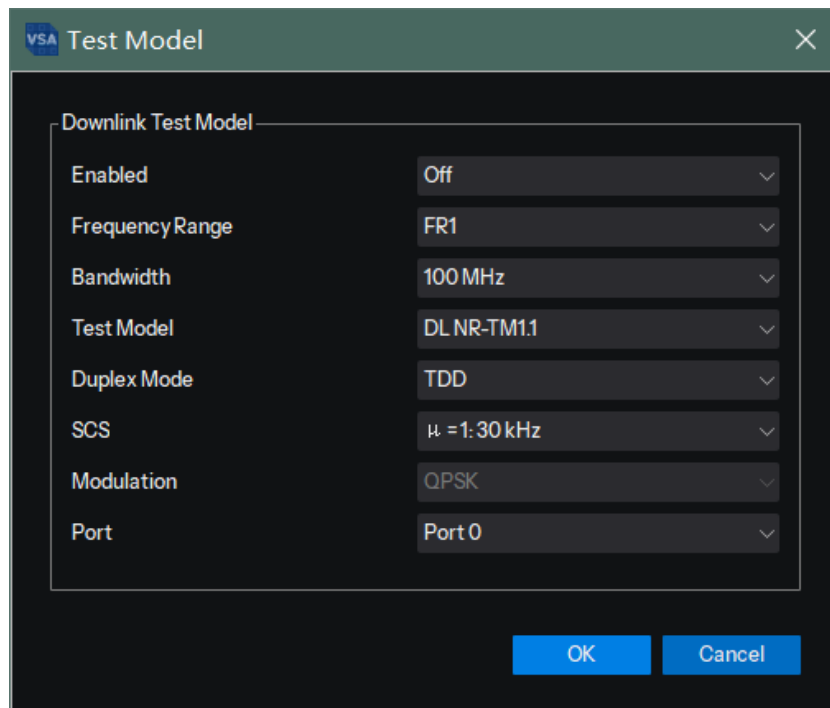 VSA Test Model
Downlink Test Model
Enabled Off
Frequency Range FR1
Bandwidth 100 MHz
Test Model DL NR-TM1.1
Duplex Mode TDD
SCS μ =1: 30 kHz
Modulation QPSK
Port Port 0
OK Cancel